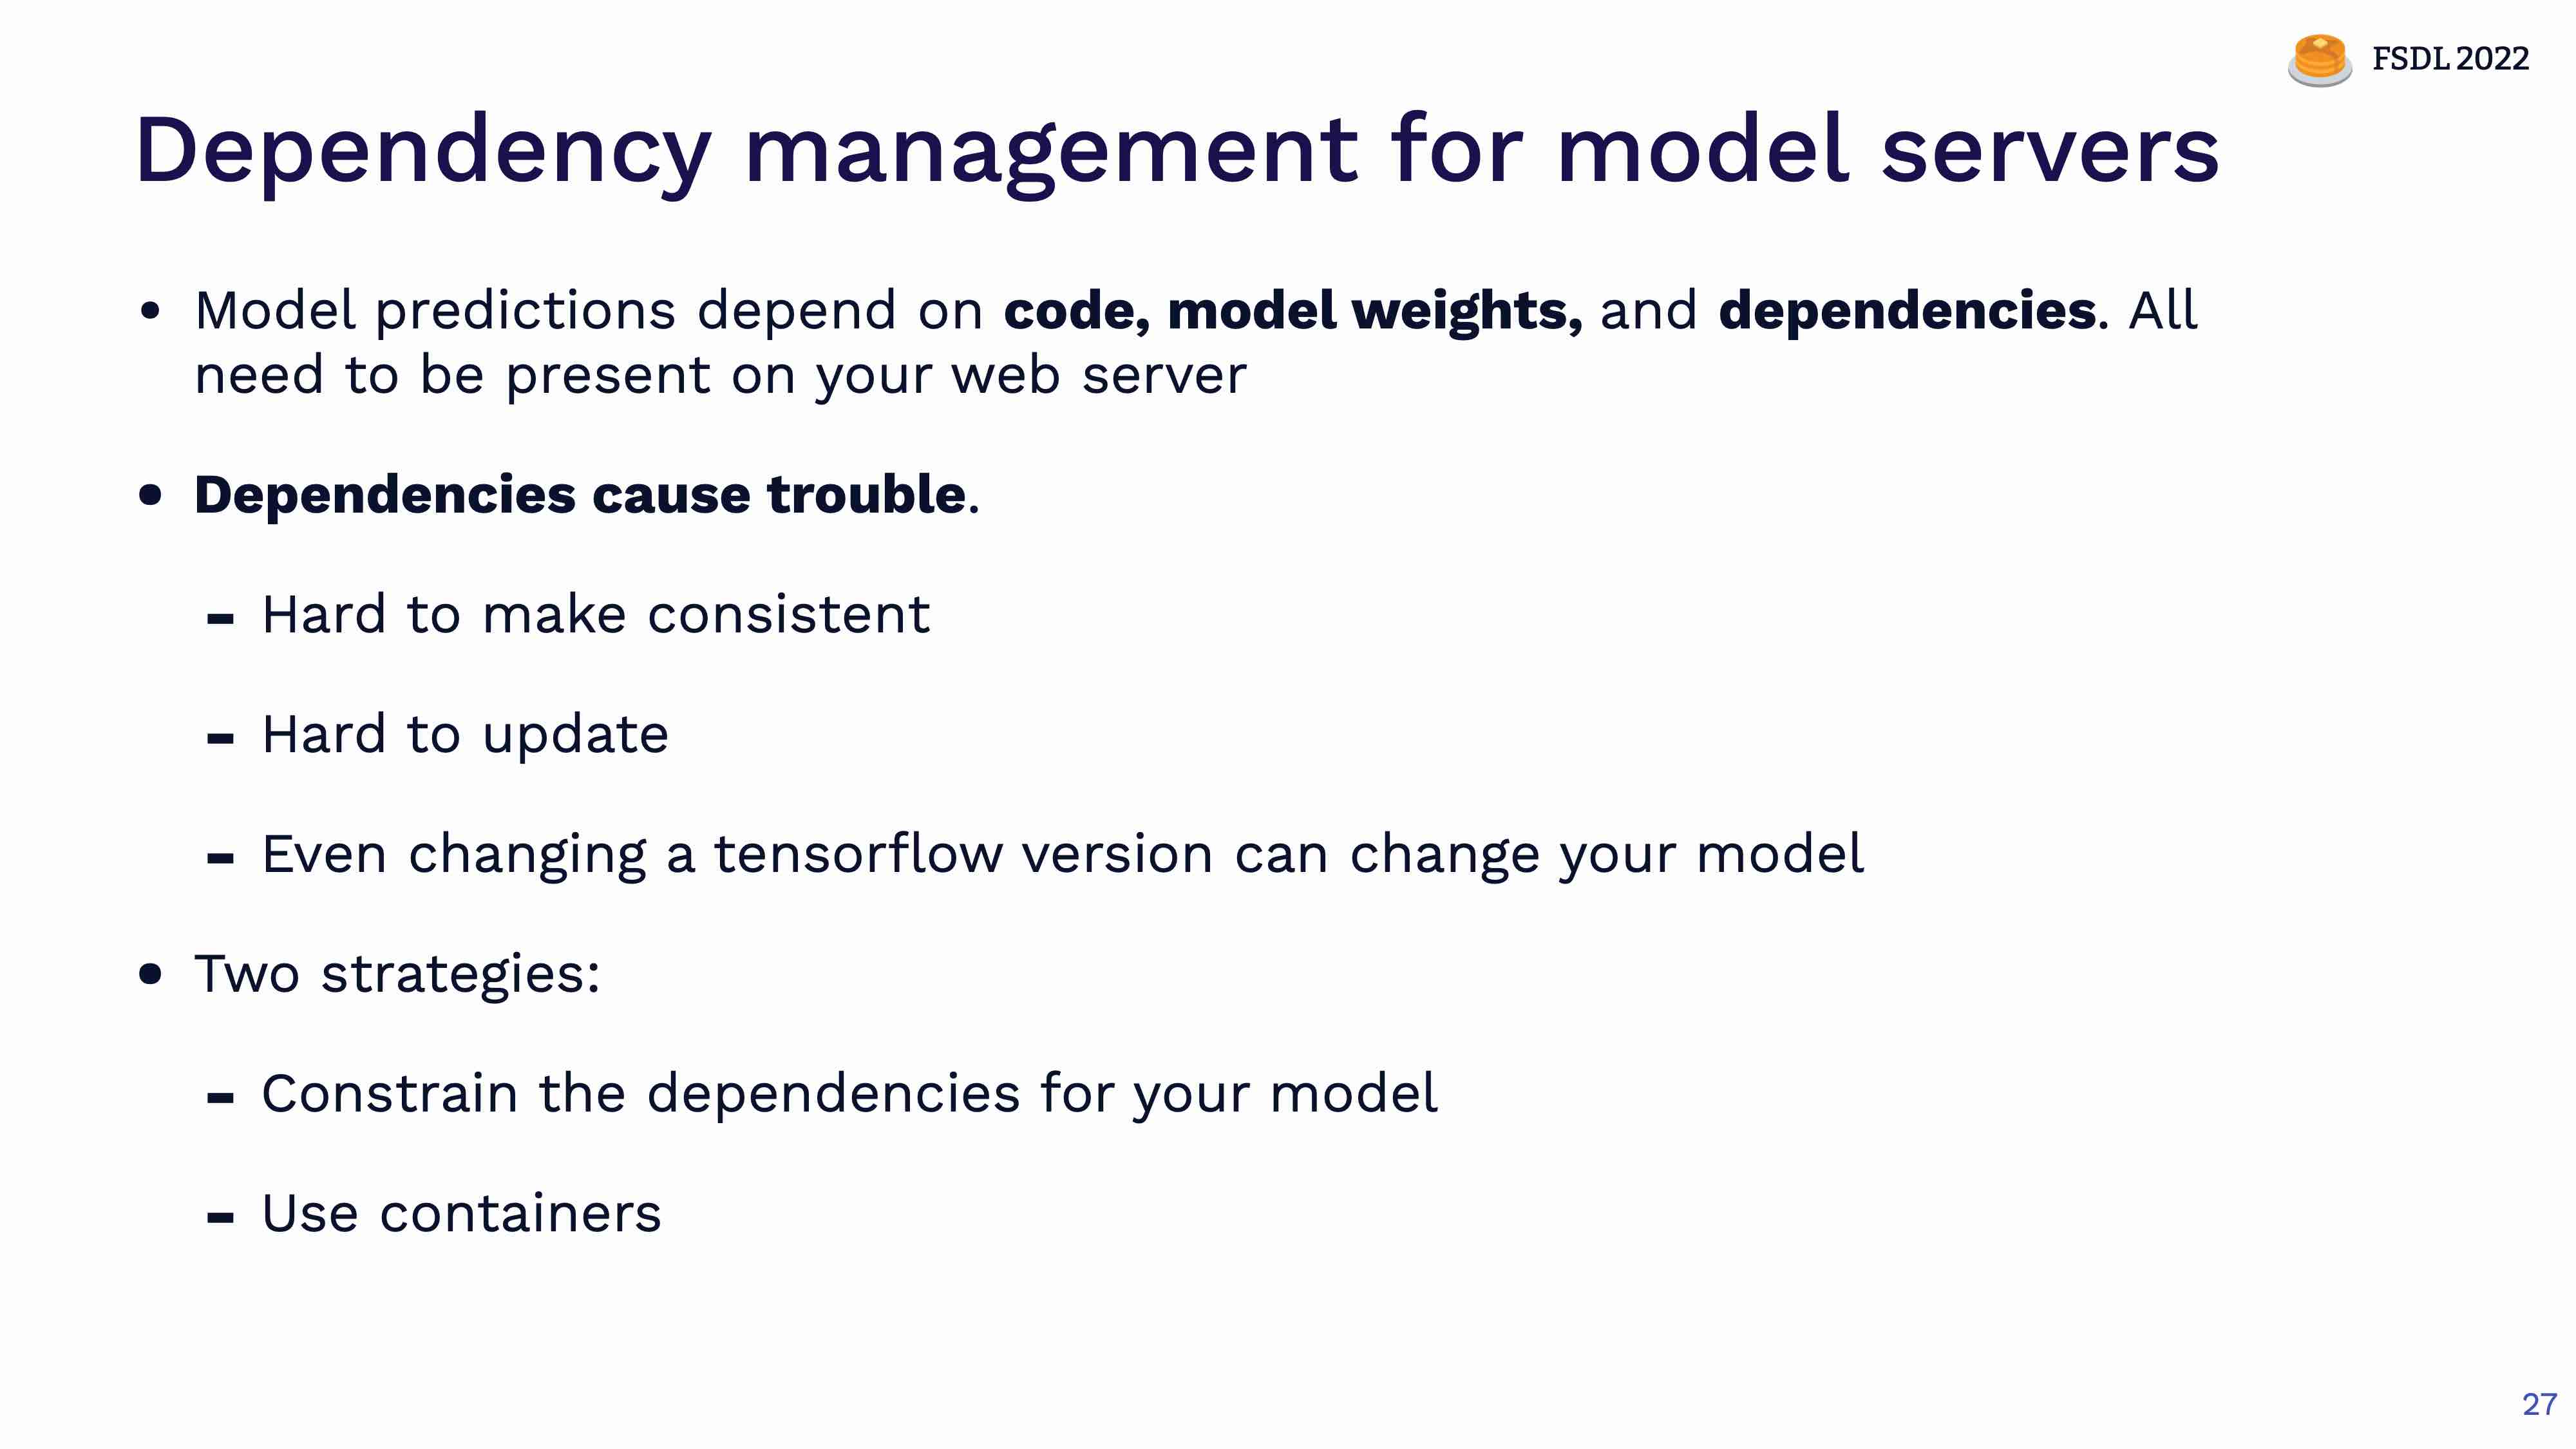 FSDL 2022
Dependency management for model servers
• Model predictions depend on code, model weights, and dependencies. All
need to be present on your web server
• Dependencies cause trouble.
- Hard to make consistent
- Hard to update
- Even changing a tensorflow version can change your model
• Two strategies:
- Constrain the dependencies for your model
- Use containers
27